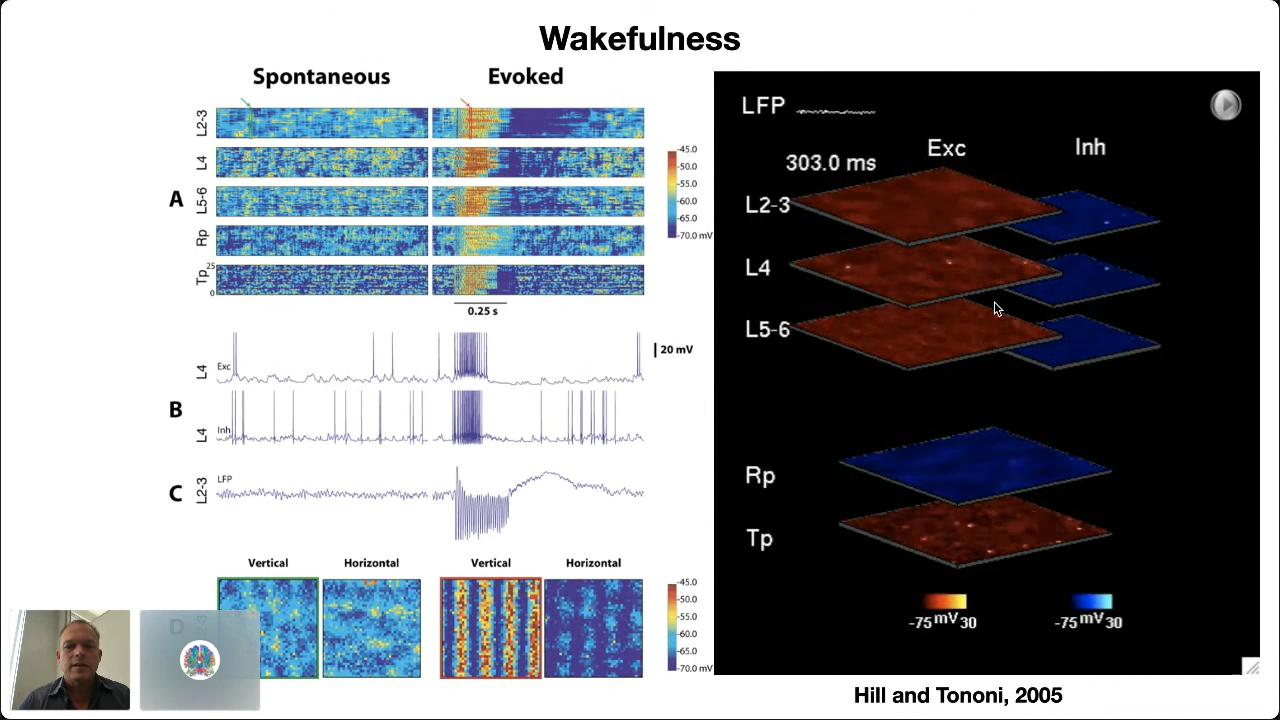 Wakefulness
Spontaneous
Evoked
A
L2-3
L4
L5-6
Rp
Tp
25
0
-45.0
-50.0
-55.0
60.0
65.0
-70.0 mV
0.25 s
B
L4
Exc
20 mV
L4
Inh
C
L2-3
LFP
Vertical
Horizontal
Vertical
Horizontal
D
2-3
-45.0
-50.0
-55.0
60.0
-65.0
-70.0 mV
LFP
303.0 ms
Exc
Inh
L2-3
L4
L5-6
Rp
Tp
-75 mV 30
-75 mV 30
Hill and Tononi, 2005